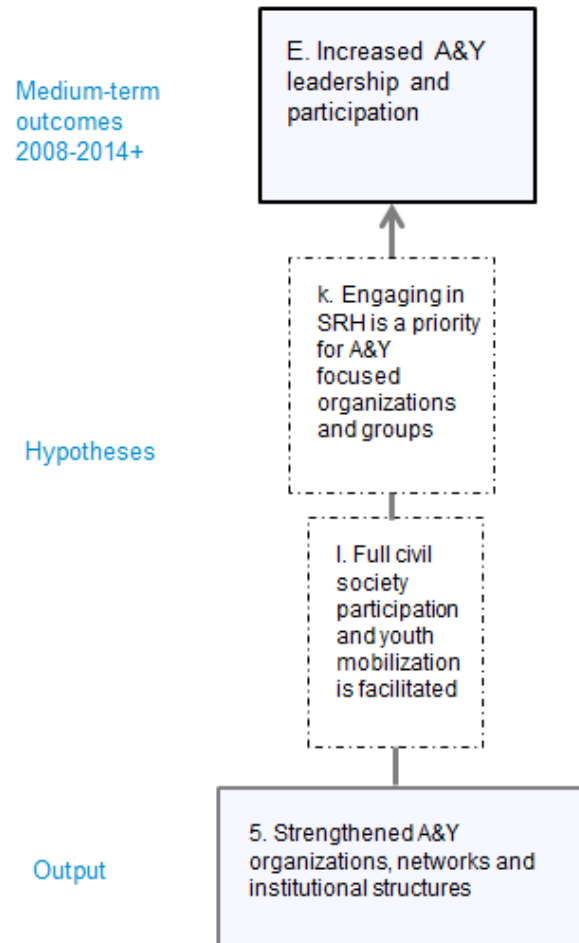 E. Increased A&Y
leadership and
participation
Medium-term
outcomes
2008-2014+
k. Engaging in
SRH is a priority
for A&Y
focused
organizations
and groups
Hypotheses
l. Full civil
society
participation
and youth
mobilization
is facilitated
5. Strengthened A&Y
organizations, networks and
institutional structures
Output